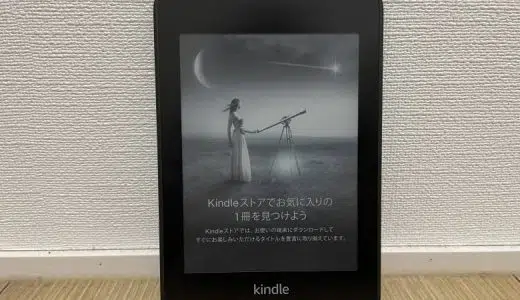 Kindleストアでお気に入りの
1冊を見つけよう
Kindleストアでは、お使いの端末にダウンロードして
すぐにお楽しみいただけるタイトルを豊富に取り揃えています。
kindle